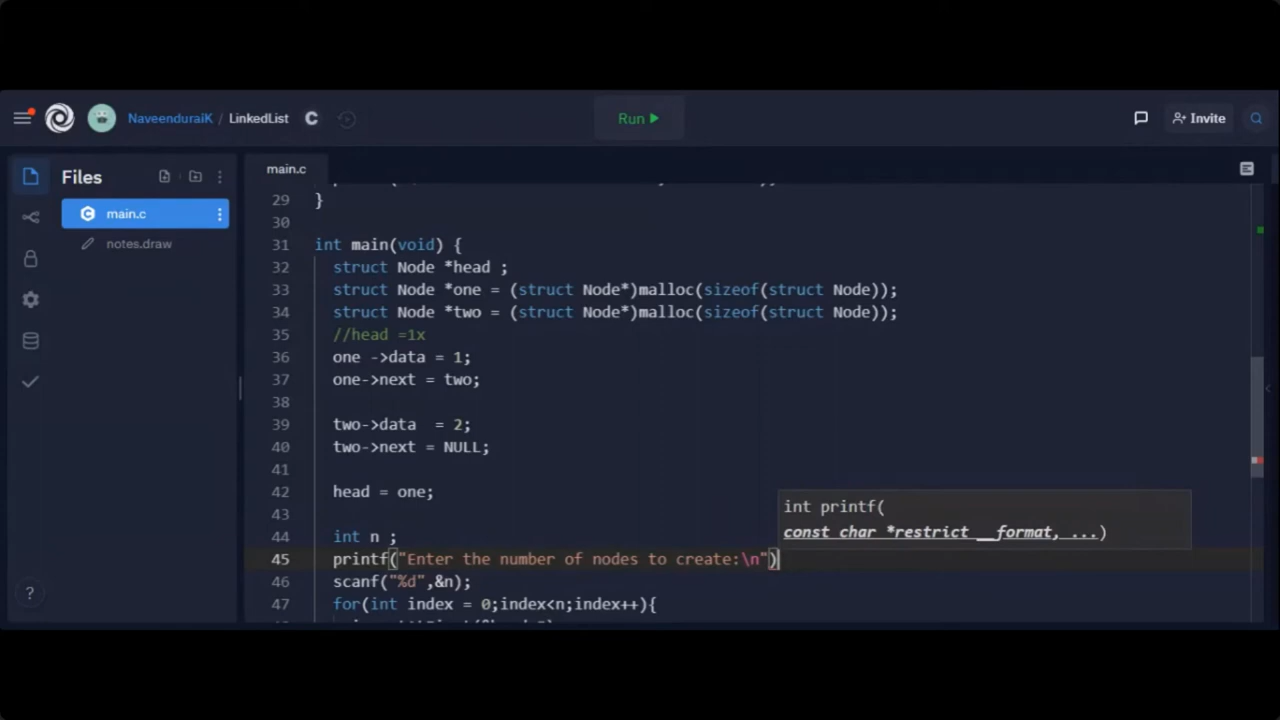 NaveenduraiK / LinkedList C
Run
Invite
Files
main.c
notes.draw
main.c
29 }
30
31 int main(void) {
32 struct Node *head ;
33 struct Node *one = (struct Node*)malloc(sizeof(struct Node));
34 struct Node *two = (struct Node*)malloc(sizeof(struct Node));
35 //head =1x
36 one ->data = 1;
37 one->next = two;
38
39 two->data  = 2;
40 two->next = NULL;
41
42 head = one;
43
44 int n ;
45 printf("Enter the number of nodes to create:\n")
46 scanf("%d",&n);
47 for(int index = 0;index<n;index++){
int printf(
const char *restrict __format, ...)
?